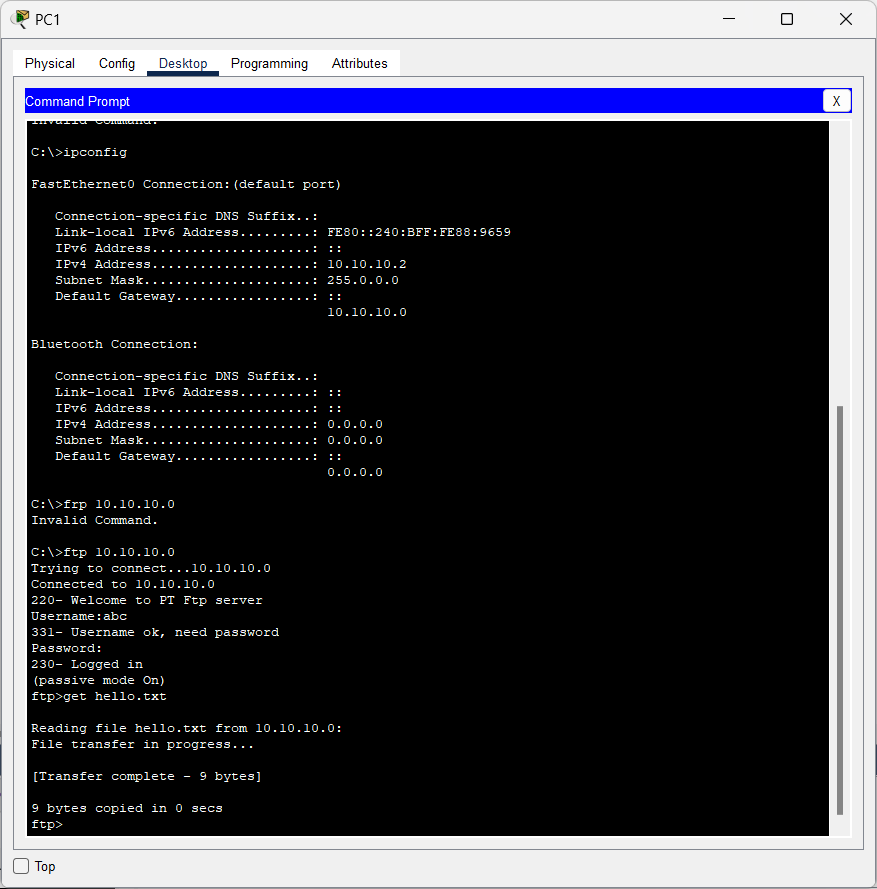 PC1
Physical Config Desktop Programming Attributes
Command Prompt X
Invalid Command.
C:\>ipconfig
FastEthernet0 Connection:(default port)
Connection-specific DNS Suffix..:
Link-local IPv6 Address.........: FE80::240:BFF:FE88:9659
IPv6 Address....................: ::
IPv4 Address....................: 10.10.10.2
Subnet Mask.....................: 255.0.0.0
Default Gateway.................: ::
10.10.10.0
Bluetooth Connection:
Connection-specific DNS Suffix..:
Link-local IPv6 Address.........: ::
IPv6 Address....................: ::
IPv4 Address....................: 0.0.0.0
Subnet Mask.....................: 0.0.0.0
Default Gateway.................: ::
0.0.0.0
C:\>frp 10.10.10.0
Invalid Command.
C:\>ftp 10.10.10.0
Trying to connect...10.10.10.0
Connected to 10.10.10.0
220- Welcome to PT Ftp server
Username:abc
331- Username ok, need password
Password:
230- Logged in
(passive mode On)
ftp>get hello.txt
Reading file hello.txt from 10.10.10.0:
File transfer in progress...
[Transfer complete - 9 bytes]
9 bytes copied in 0 secs
ftp>
Top